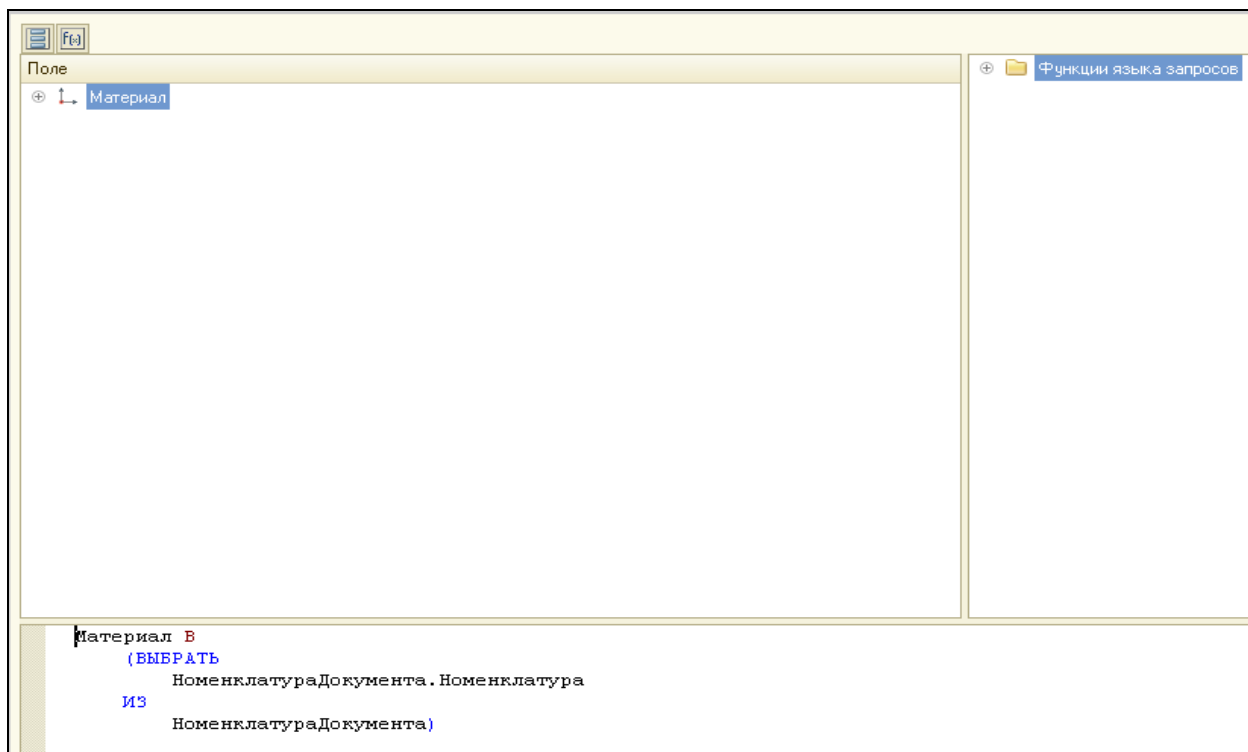 F(x)
Поле
Материал
Функции языка запросов
Материал В
(ВЫБРАТЬ
НоменклатураДокумента.Номенклатура
ИЗ
НоменклатураДокумента)